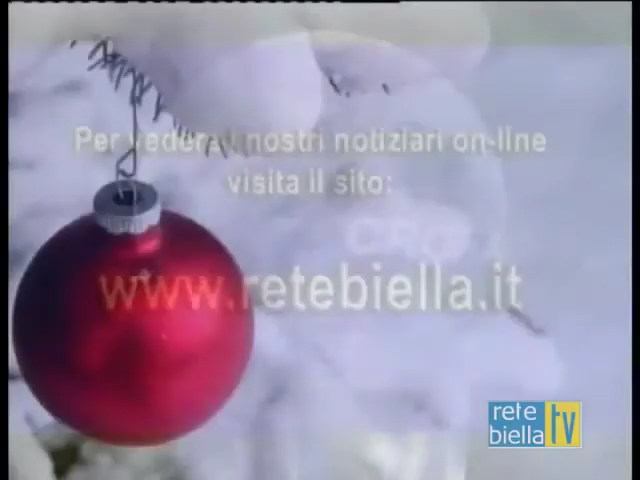 Per vedere i nostri notiziari on-line
visita il sito:
www.retebiella.it
rete
biella tv